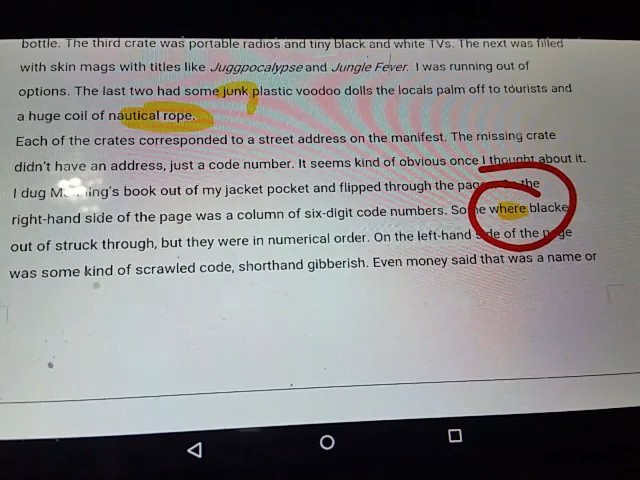 bottle. The third crate was portable radios and tiny black and white TVs. The next was filled
with skin mags with titles like Juggpocalypse and Jungle Fever. I was running out of
options. The last two had some junk plastic voodoo dolls the locals palm off to tourists and
a huge coil of nautical rope.
Each of the crates corresponded to a street address on the manifest. The missing crate
didn't have an address, just a code number. It seems kind of obvious once I thought about it.
I dug book out of my jacket pocket and flipped through the the
right-hand side of the page was a column of six-digit code numbers. where
out of struck through, but they were in numerical order. On the left-hand side of the page
was some kind of scrawled code, shorthand gibberish. Even money said that was a name or